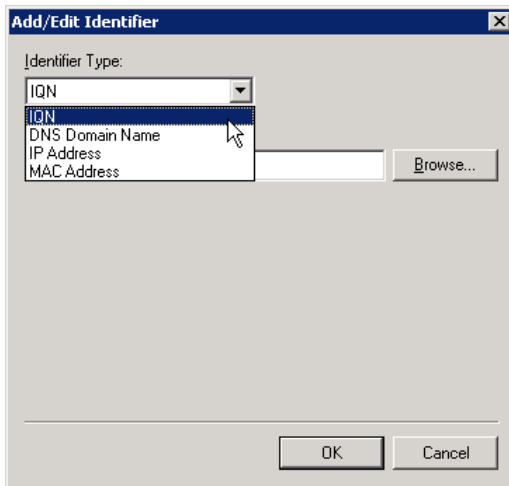 Add/Edit Identifier
Identifier Type:
IQN
IQN
DNS Domain Name
IP Address
MAC Address
Browse...
OK
Cancel